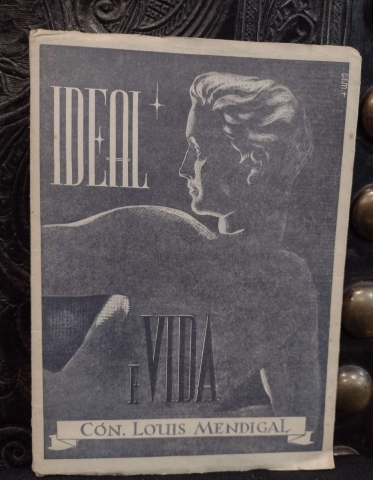 IDEAL
E VIDA
CÓN. LOUIS MENDIGAL